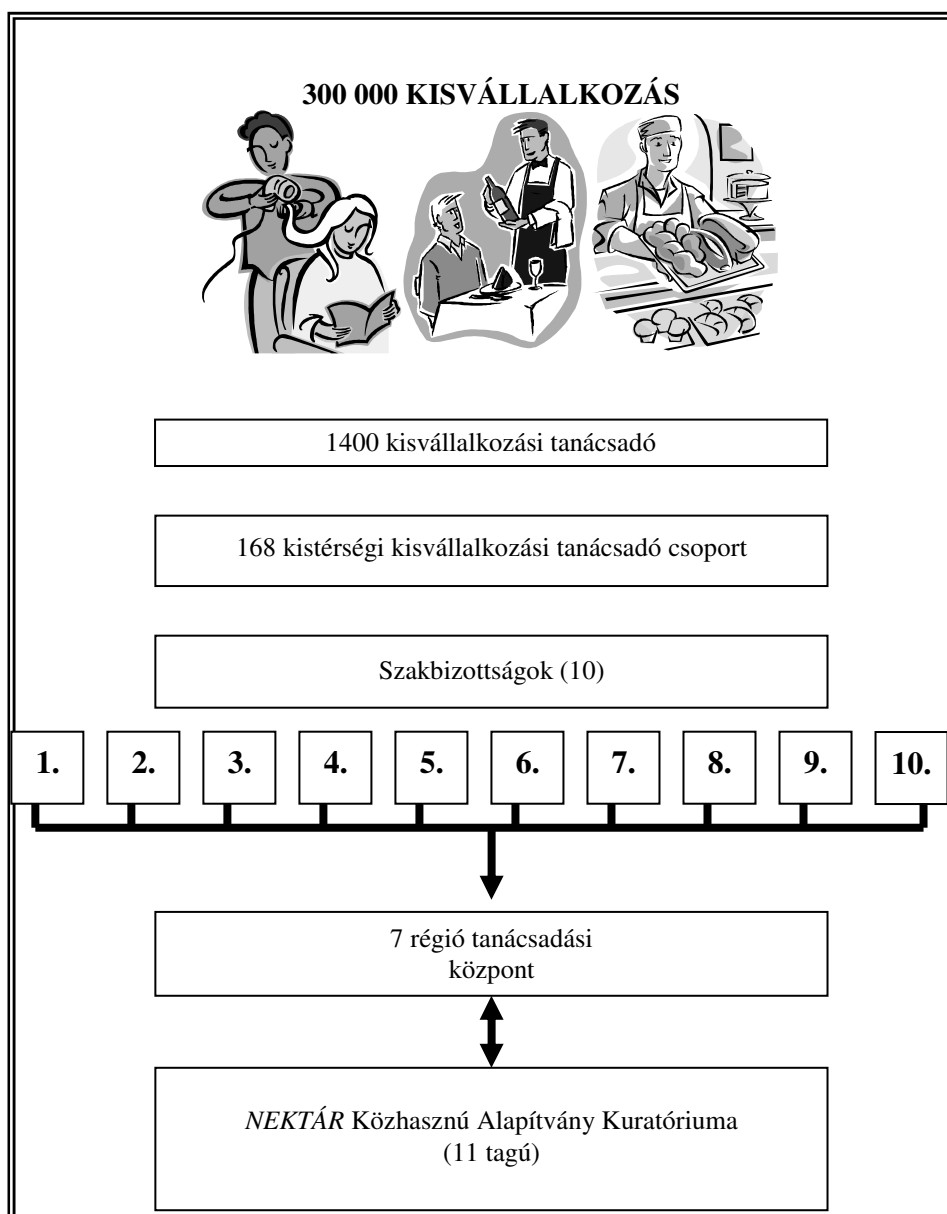 300 000 KISVÁLLALKOZÁS
1400 kisvállalkozási tanácsadó
168 kistérségi kisvállalkozási tanácsadó csoport
Szakbizottságok (10)
1. 2. 3. 4. 5. 6. 7. 8. 9. 10.
7 régió tanácsadási
központ
NEKTÁR Közhasznú Alapítvány Kuratóriuma
(11 tagú)